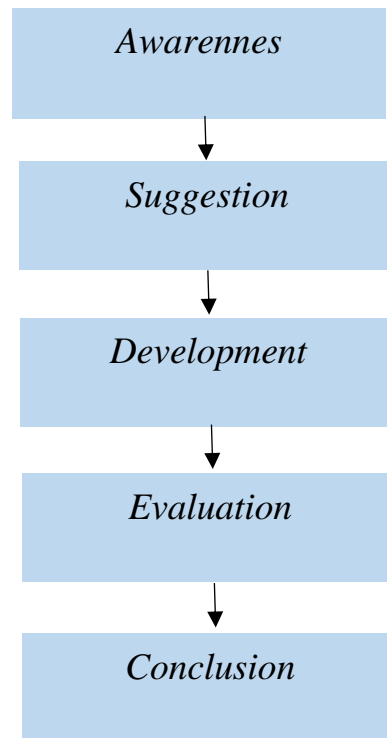 Awarennes
Suggestion
Development
Evaluation
Conclusion